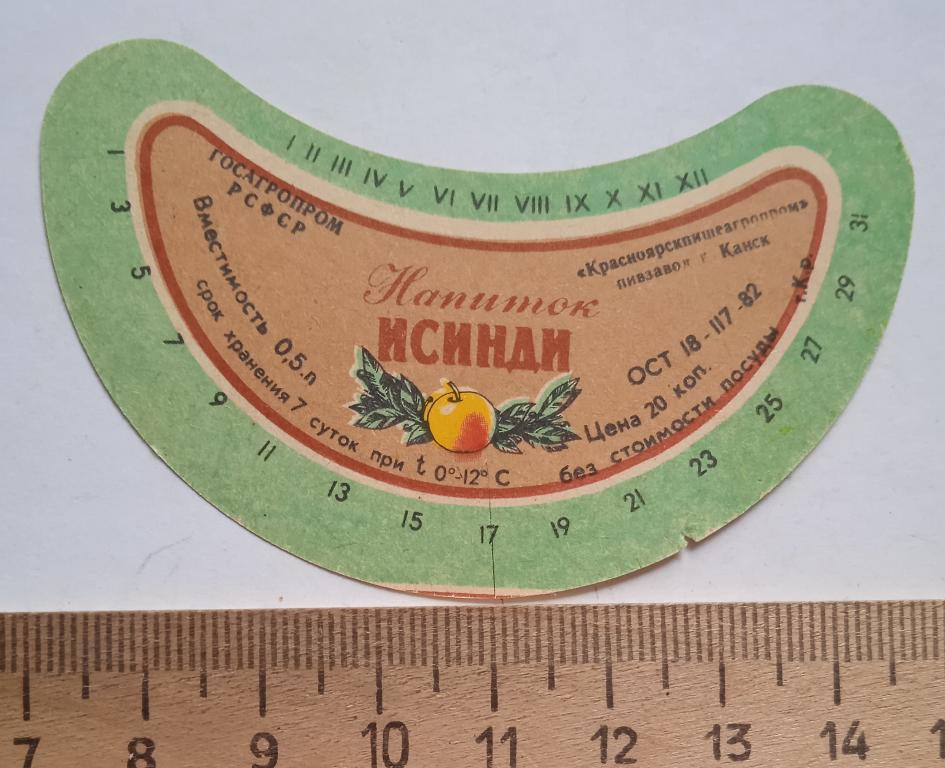 I II III IV V VI VII VIII IX X XI XII
ГОСАГРОПРОМ
РСФСР
«Красноярскпищеагропром»
пивзавод г. Канск
Напиток
ИСИНДИ
Вместимость 0,5 л
срок хранения 7 суток при t 0°-12° С
ОСТ 18-117-82
Цена 20 коп.
без стоимости посуды
п.К.р.
1 3 5 7 9 11 13 15 17 19 21 23 25 27 29 31
7 8 9 10 11 12 13 14